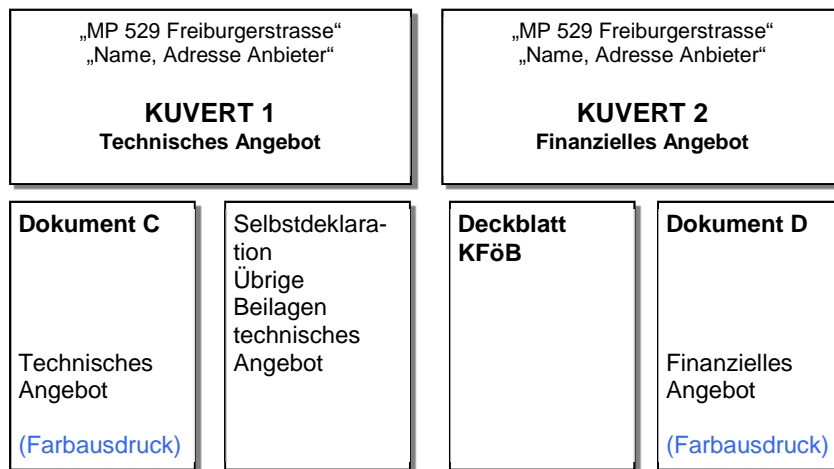 „MP 529 Freiburgerstrasse“
„Name, Adresse Anbieter“
KUVERT 1
Technisches Angebot
„MP 529 Freiburgerstrasse“
„Name, Adresse Anbieter“
KUVERT 2
Finanzielles Angebot
Dokument C
Technisches
Angebot
(Farbausdruck)
Selbstdeklara-
tion
Übrige
Beilagen
technisches
Angebot
Deckblatt
KFöB
Dokument D
Finanzielles
Angebot
(Farbausdruck)